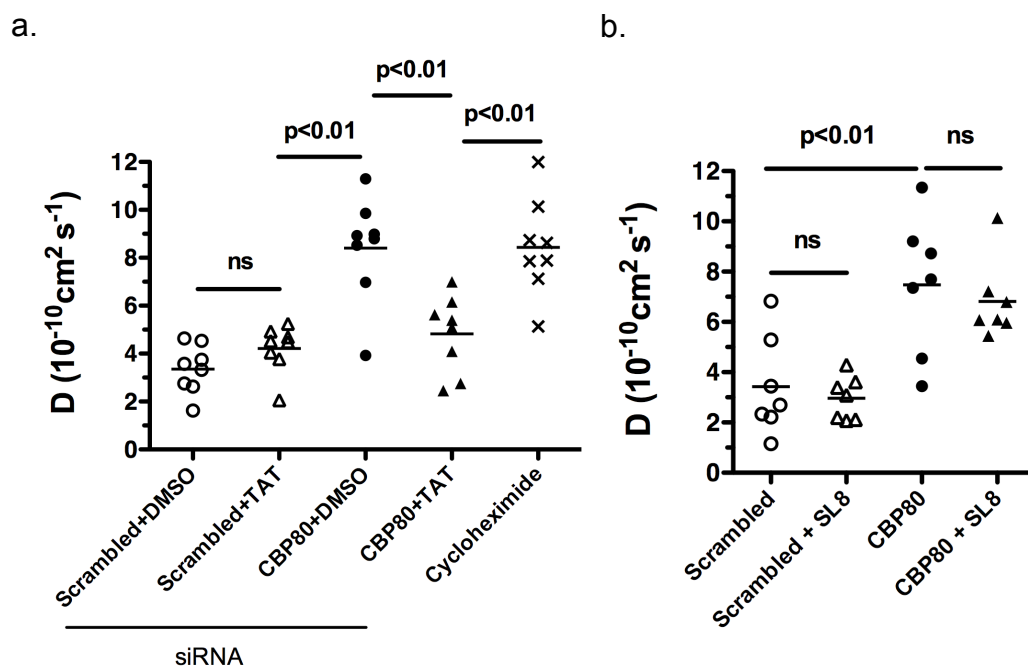 a.
p<0.01
p<0.01
p<0.01
ns
D (10⁻¹⁰cm² s⁻¹)
12
10
8
6
4
2
0
Scrambled+DMSO
Scrambled+TAT
CBP80+DMSO
CBP80+TAT
Cycloheximide
siRNA
b.
p<0.01
ns
ns
D (10⁻¹⁰cm² s⁻¹)
12
10
8
6
4
2
0
Scrambled
Scrambled + SL8
CBP80
CBP80 + SL8